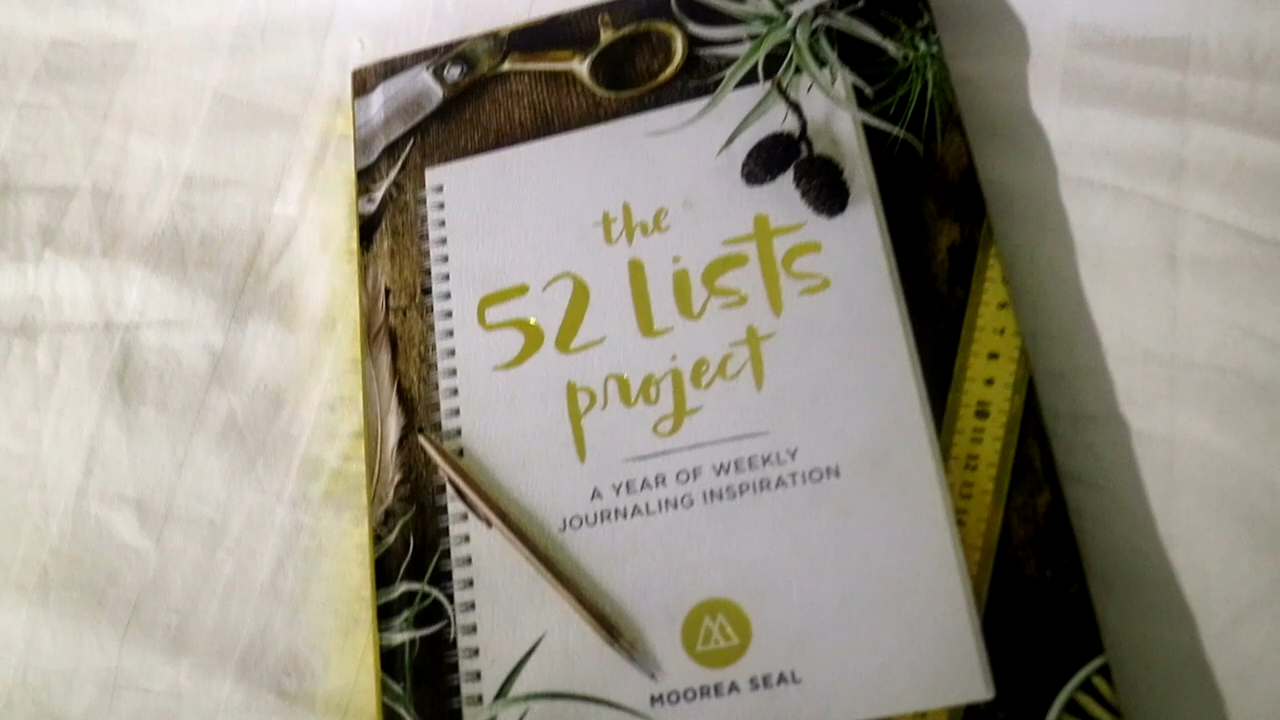 the
52 Lists
project
A YEAR OF WEEKLY
JOURNALING INSPIRATION
MOOREA SEAL